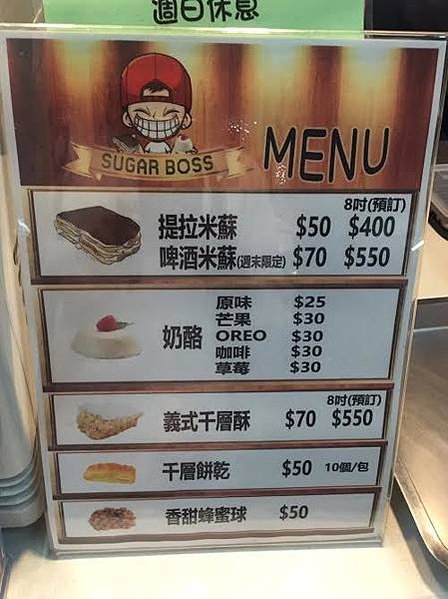 週日休息
SUGAR BOSS
MENU
8吋(預訂)
提拉米蘇 $50 $400
啤酒米蘇(週末限定) $70 $550
奶酪
原味 $25
芒果 $30
OREO $30
咖啡 $30
草莓 $30
8吋(預訂)
義式千層酥 $70 $550
千層餅乾 $50 10個/包
香甜蜂蜜球 $50